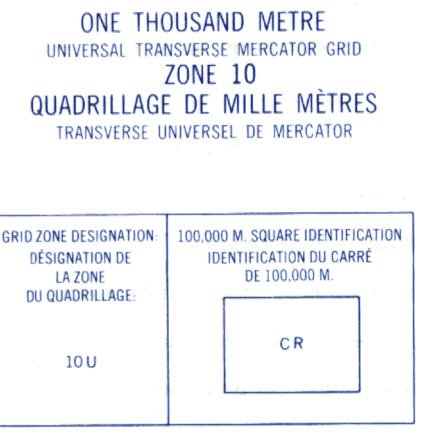 ONE THOUSAND METRE
UNIVERSAL TRANSVERSE MERCATOR GRID
ZONE 10
QUADRILLAGE DE MILLE MÈTRES
TRANSVERSE UNIVERSEL DE MERCATOR
GRID ZONE DESIGNATION:
DÉSIGNATION DE
LA ZONE
DU QUADRILLAGE:
10 U
100,000 M. SQUARE IDENTIFICATION
IDENTIFICATION DU CARRÉ
DE 100,000 M.
CR